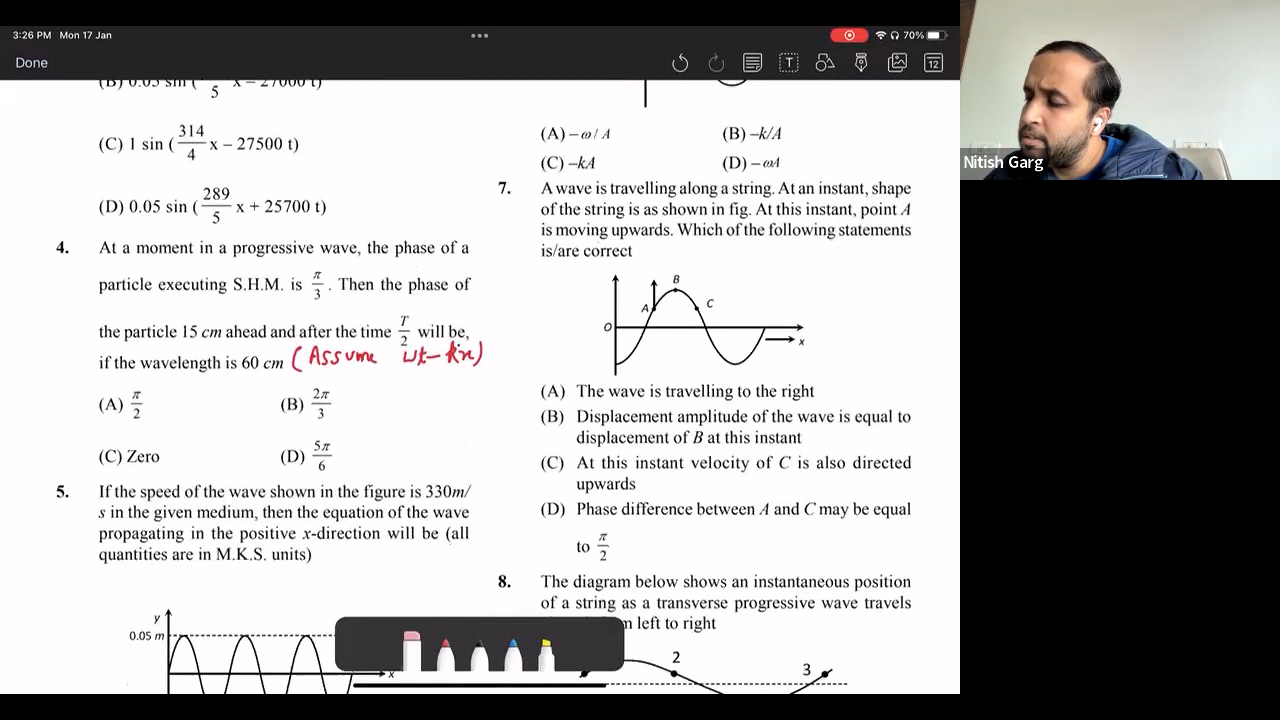 3:26 PM Mon 17 Jan
70%
Done
T
12
(B) 0.05 sin ( x – 27000 t)
5
(C) 1 sin ( 314/4 x – 27500 t)
(D) 0.05 sin ( 289/5 x + 25700 t)
4. At a moment in a progressive wave, the phase of a
particle executing S.H.M. is π/3 . Then the phase of
the particle 15 cm ahead and after the time T/2 will be,
if the wavelength is 60 cm (Assume ωt – kx)
(A) π/2 (B) 2π/3
(C) Zero (D) 5π/6
5. If the speed of the wave shown in the figure is 330m/
s in the given medium, then the equation of the wave
propagating in the positive x-direction will be (all
quantities are in M.K.S. units)
y
0.05 m
x
(A) – ω / A (B) –k/A
(C) –kA (D) – ωA
7. A wave is travelling along a string. At an instant, shape
of the string is as shown in fig. At this instant, point A
is moving upwards. Which of the following statements
is/are correct
B
A C
O
x
(A) The wave is travelling to the right
(B) Displacement amplitude of the wave is equal to
displacement of B at this instant
(C) At this instant velocity of C is also directed
upwards
(D) Phase difference between A and C may be equal
to π/2
8. The diagram below shows an instantaneous position
of a string as a transverse progressive wave travels
m left to right
2
3
Nitish Garg